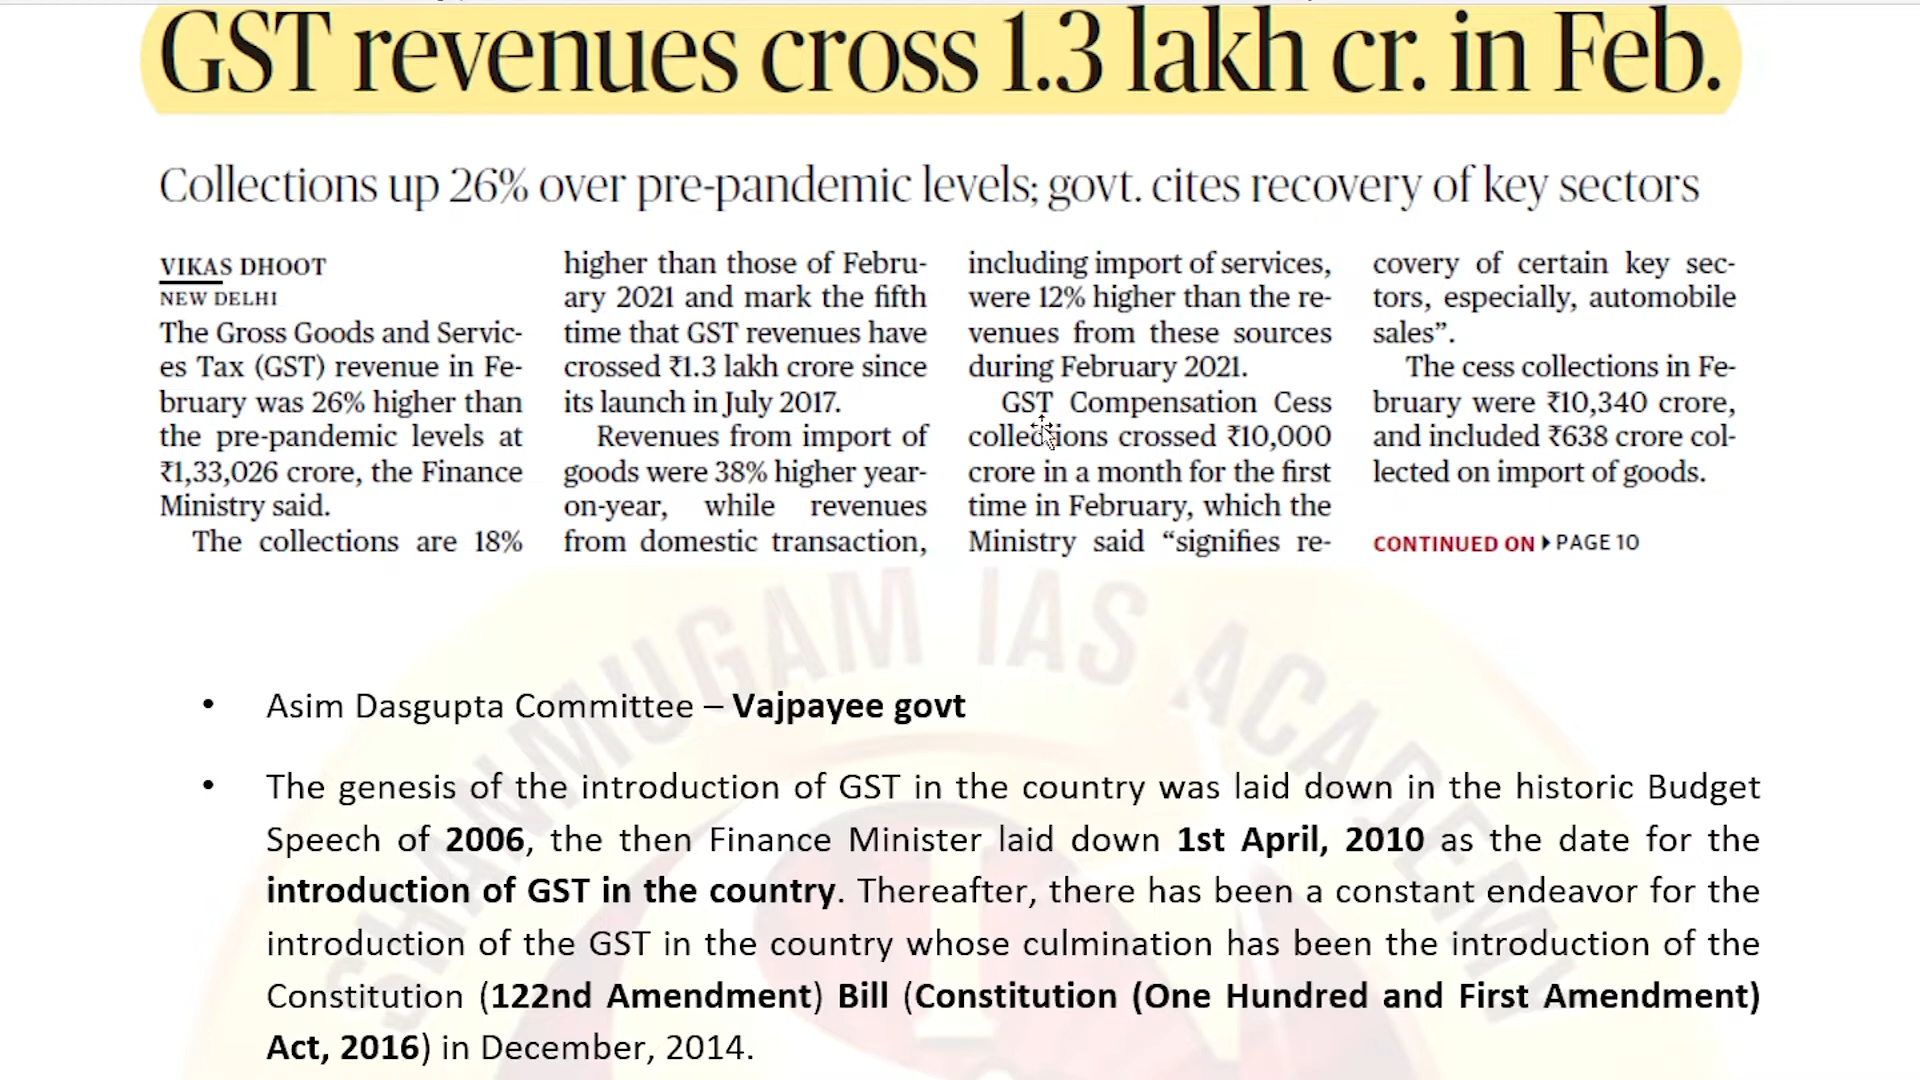 GST revenues cross 1.3 lakh cr. in Feb.
Collections up 26% over pre-pandemic levels; govt. cites recovery of key sectors
VIKAS DHOOT
NEW DELHI
The Gross Goods and Servic-
es Tax (GST) revenue in Fe-
bruary was 26% higher than
the pre-pandemic levels at
₹1,33,026 crore, the Finance
Ministry said.
The collections are 18%
higher than those of Febru-
ary 2021 and mark the fifth
time that GST revenues have
crossed ₹1.3 lakh crore since
its launch in July 2017.
Revenues from import of
goods were 38% higher year-
on-year, while revenues
from domestic transaction,
including import of services,
were 12% higher than the re-
venues from these sources
during February 2021.
GST Compensation Cess
collections crossed ₹10,000
crore in a month for the first
time in February, which the
Ministry said “signifies re-
covery of certain key sec-
tors, especially, automobile
sales”.
The cess collections in Fe-
bruary were ₹10,340 crore,
and included ₹638 crore col-
lected on import of goods.
CONTINUED ON PAGE 10
SHANMUGAM IAS ACADEMY
• Asim Dasgupta Committee – Vajpayee govt
• The genesis of the introduction of GST in the country was laid down in the historic Budget
Speech of 2006, the then Finance Minister laid down 1st April, 2010 as the date for the
introduction of GST in the country. Thereafter, there has been a constant endeavor for the
introduction of the GST in the country whose culmination has been the introduction of the
Constitution (122nd Amendment) Bill (Constitution (One Hundred and First Amendment)
Act, 2016) in December, 2014.